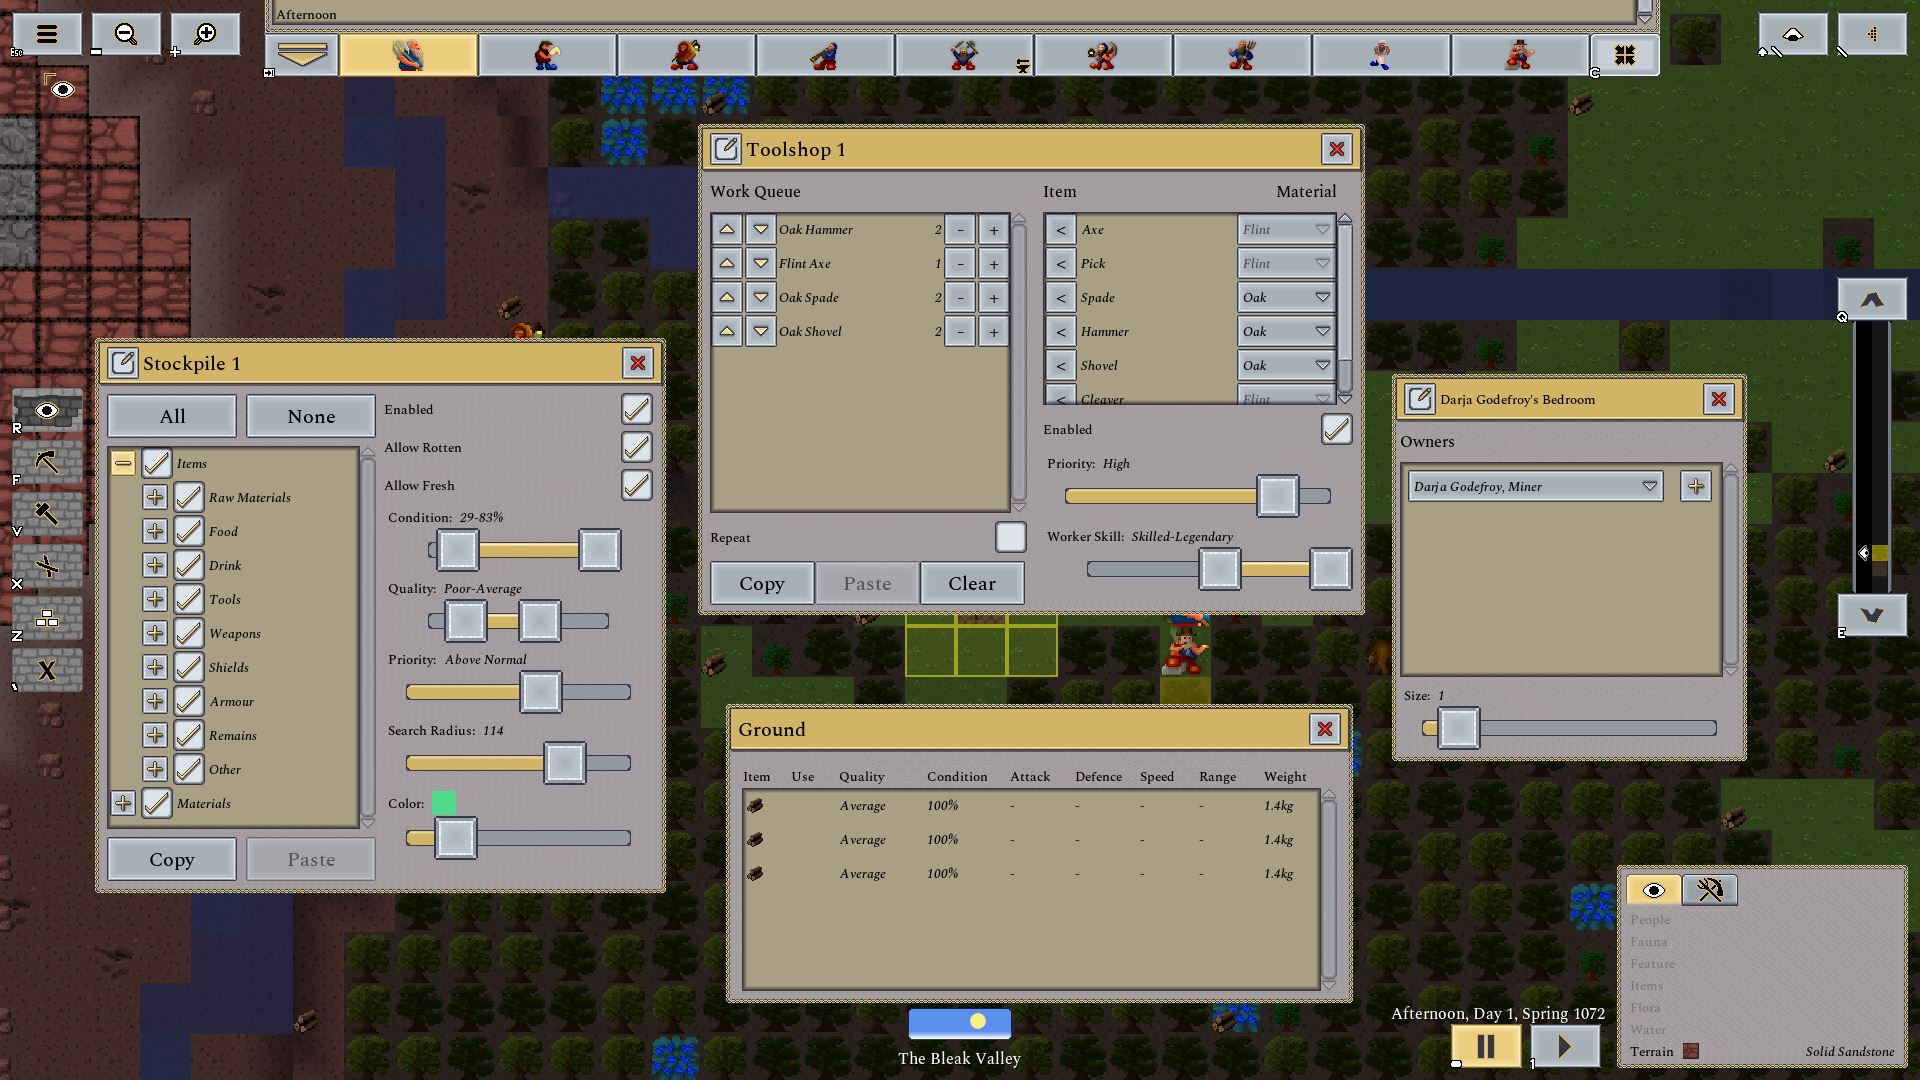 Afternoon
Esc
C
Toolshop 1
Work Queue
Item Material
Oak Hammer 2 - +
Flint Axe 1 - +
Oak Spade 2 - +
Oak Shovel 2 - +
< Axe Flint
< Pick Flint
< Spade Oak
< Hammer Oak
< Shovel Oak
< Cleaver Flint
Enabled
Priority: High
Repeat
Worker Skill: Skilled-Legendary
Copy Paste Clear
Stockpile 1
All None
Items
Raw Materials
Food
Drink
Tools
Weapons
Shields
Armour
Remains
Other
Materials
Copy Paste
Enabled
Allow Rotten
Allow Fresh
Condition: 29-83%
Quality: Poor-Average
Priority: Above Normal
Search Radius: 114
Color:
R
F
V
X
Z
Q
E
Darja Godefroy's Bedroom
Owners
Darja Godefroy, Miner
Size: 1
Ground
Item Use Quality Condition Attack Defence Speed Range Weight
Average 100% - - - - 1.4kg
Average 100% - - - - 1.4kg
Average 100% - - - - 1.4kg
The Bleak Valley
Afternoon, Day 1, Spring 1072
1
People
Fauna
Feature
Items
Flora
Water
Terrain Solid Sandstone